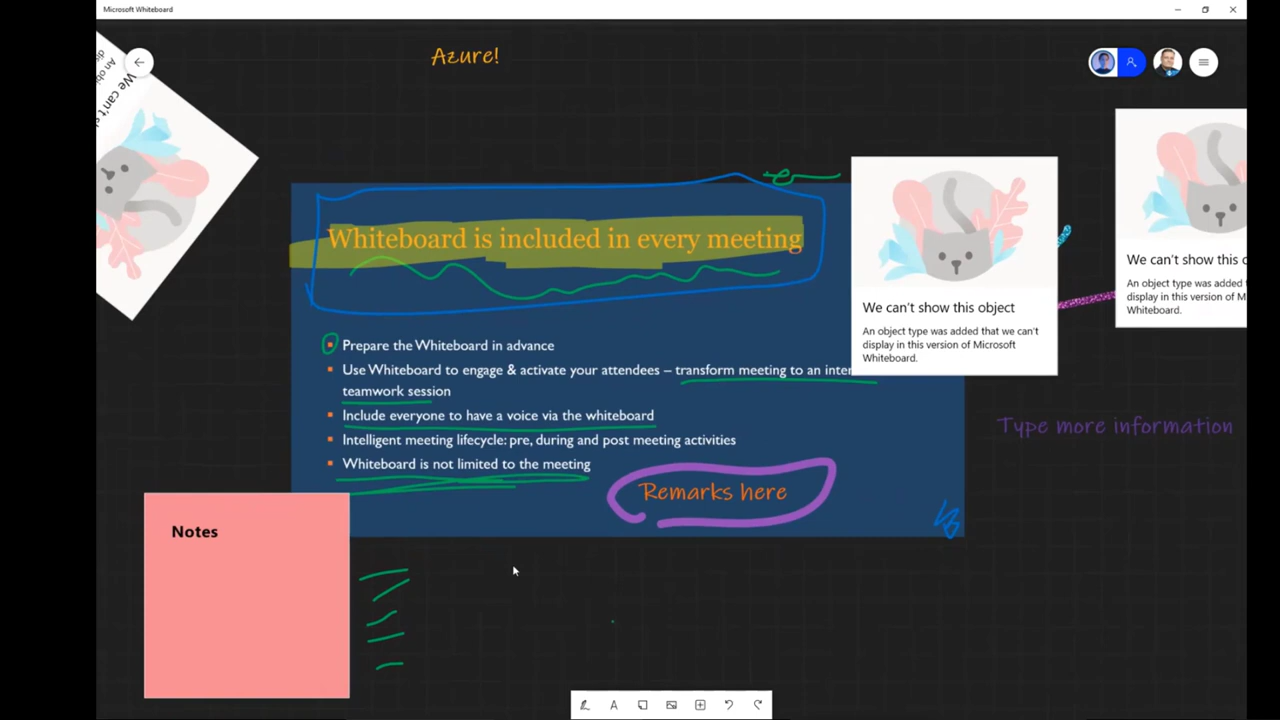 Microsoft Whiteboard
Azure!
An obj
We can't s
Whiteboard is included in every meeting
Prepare the Whiteboard in advance
Use Whiteboard to engage & activate your attendees – transform meeting to an inter
teamwork session
Include everyone to have a voice via the whiteboard
Intelligent meeting lifecycle: pre, during and post meeting activities
Whiteboard is not limited to the meeting
Remarks here
We can't show this object
An object type was added that we can't
display in this version of Microsoft
Whiteboard.
We can't show this o
An object type was added t
display in this version of M
Whiteboard.
Type more information
Notes
A